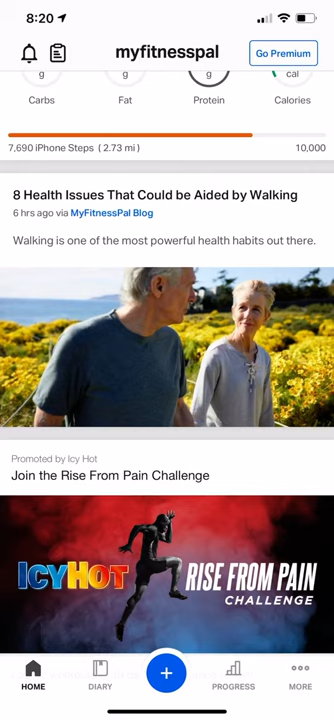 8:20
myfitnesspal
Go Premium
g g g cal
Carbs Fat Protein Calories
7,690 iPhone Steps ( 2.73 mi ) 10,000
8 Health Issues That Could be Aided by Walking
6 hrs ago via MyFitnessPal Blog
Walking is one of the most powerful health habits out there.
Promoted by Icy Hot
Join the Rise From Pain Challenge
ICYHOT RISE FROM PAIN
CHALLENGE
HOME DIARY PROGRESS MORE